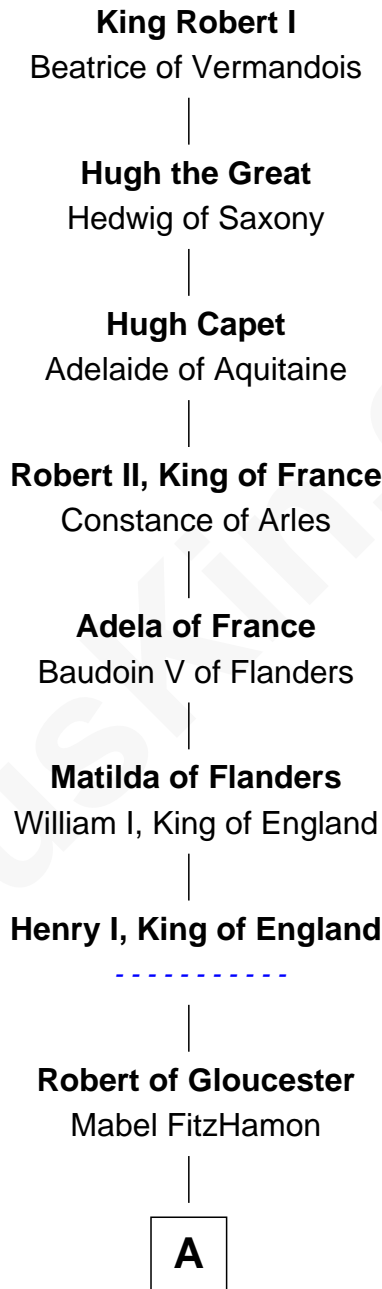 King Robert I
Beatrice of Vermandois
Hugh the Great
Hedwig of Saxony
Hugh Capet
Adelaide of Aquitaine
Robert II, King of France
Constance of Arles
Adela of France
Baudoin V of Flanders
Matilda of Flanders
William I, King of England
Henry I, King of England
- - - - - - - - - - -
Robert of Gloucester
Mabel FitzHamon
A